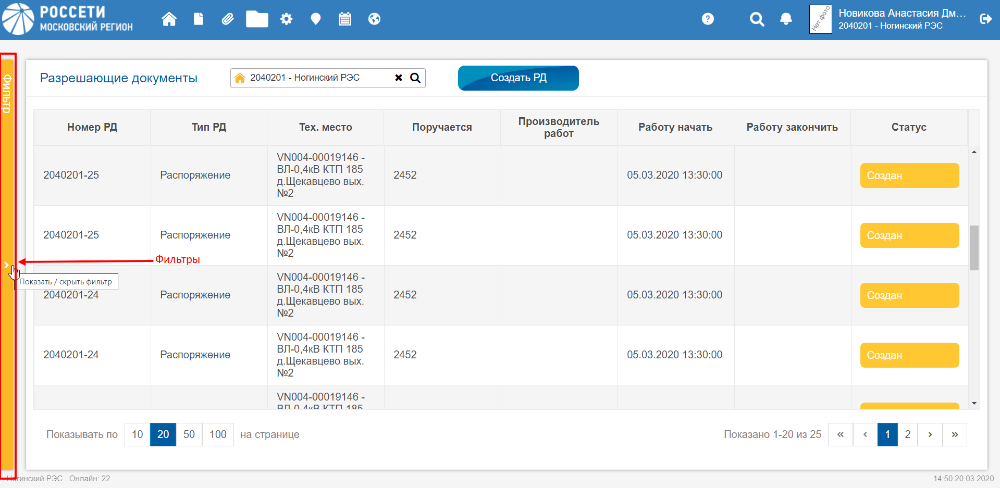 РОССЕТИ
МОСКОВСКИЙ РЕГИОН
?
Нет фото
Новикова Анастасия Дм...
2040201 - Ногинский РЭС
Фильтр
Разрешающие документы
2040201 - Ногинский РЭС
Создать РД
Номер РД
Тип РД
Тех. место
Поручается
Производитель
работ
Работу начать
Работу закончить
Статус
2040201-25
Распоряжение
VN004-00019146 -
ВЛ-0,4кВ КТП 185
д.Щекавцево вых.
№2
2452
05.03.2020 13:30:00
Создан
2040201-25
Распоряжение
VN004-00019146 -
ВЛ-0,4кВ КТП 185
д.Щекавцево вых.
№2
2452
05.03.2020 13:30:00
Создан
Фильтры
Показать / скрыть фильтр
2040201-24
Распоряжение
VN004-00019146 -
ВЛ-0,4кВ КТП 185
д.Щекавцево вых.
№2
2452
05.03.2020 13:30:00
Создан
2040201-24
Распоряжение
VN004-00019146 -
ВЛ-0,4кВ КТП 185
д.Щекавцево вых.
№2
2452
05.03.2020 13:30:00
Создан
VN004-00019146 -
ВЛ-0,4кВ КТП 185
Показывать по 10 20 50 100 на странице
Показано 1-20 из 25 « ‹ 1 2 › »
Ногинский РЭС . Онлайн: 22
14:50 20.03.2020